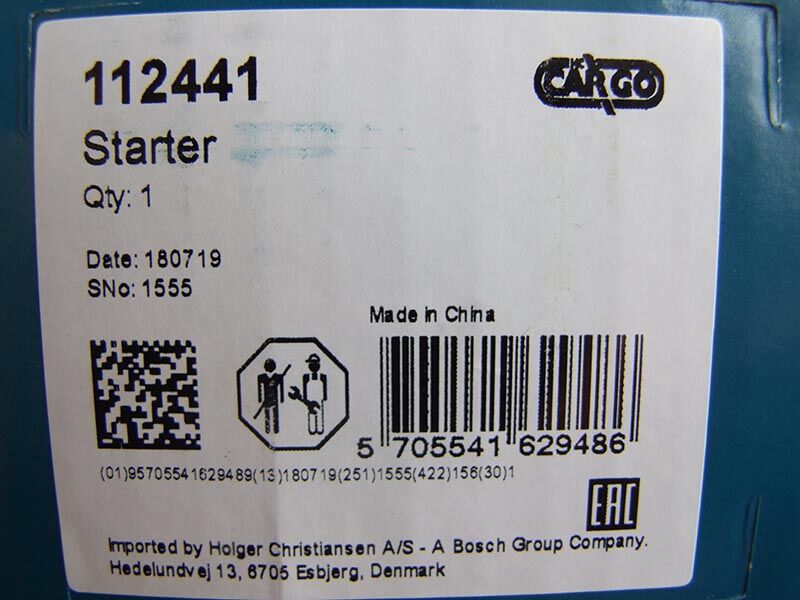 112441
HC
CARGO
Starter
Qty: 1
Date: 180719
SNo: 1555
Made in China
5 705541 629486
(01)95705541629489(13)180719(251)1555(422)156(30)1
EAC
Imported by Holger Christiansen A/S - A Bosch Group Company.
Hedelundvej 13, 6705 Esbjerg, Denmark